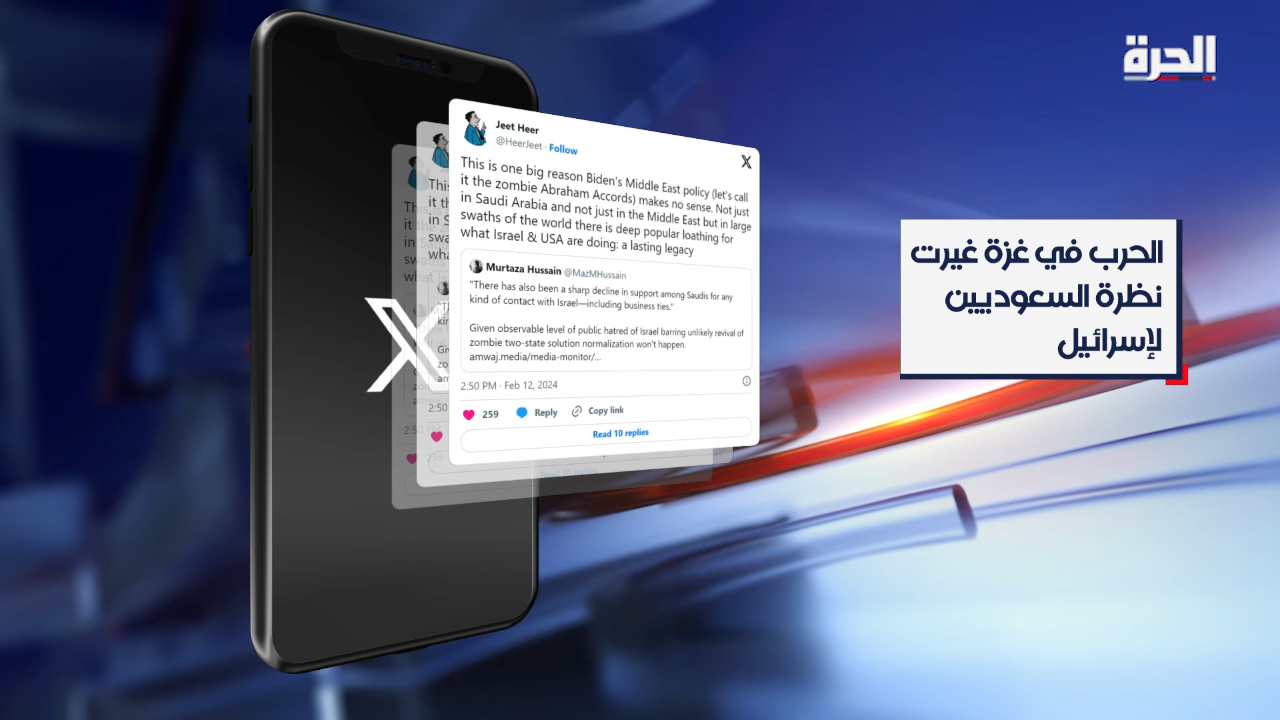 الحرة
Jeet Heer
@HeerJeet · Follow
X
This is one big reason Biden's Middle East policy (let's call
it the zombie Abraham Accords) makes no sense. Not just
in Saudi Arabia and not just in the Middle East but in large
swaths of the world there is deep popular loathing for
what Israel & USA are doing: a lasting legacy
Murtaza Hussain @MazMHussain
"There has also been a sharp decline in support among Saudis for any
kind of contact with Israel—including business ties."
Given observable level of public hatred of Israel barring unlikely revival of
zombie two-state solution normalization won't happen.
amwaj.media/media-monitor/...
2:50 PM · Feb 12, 2024
259 Reply Copy link
Read 10 replies
X
الحرب في غزة غيرت
نظرة السعوديين
لإسرائيل